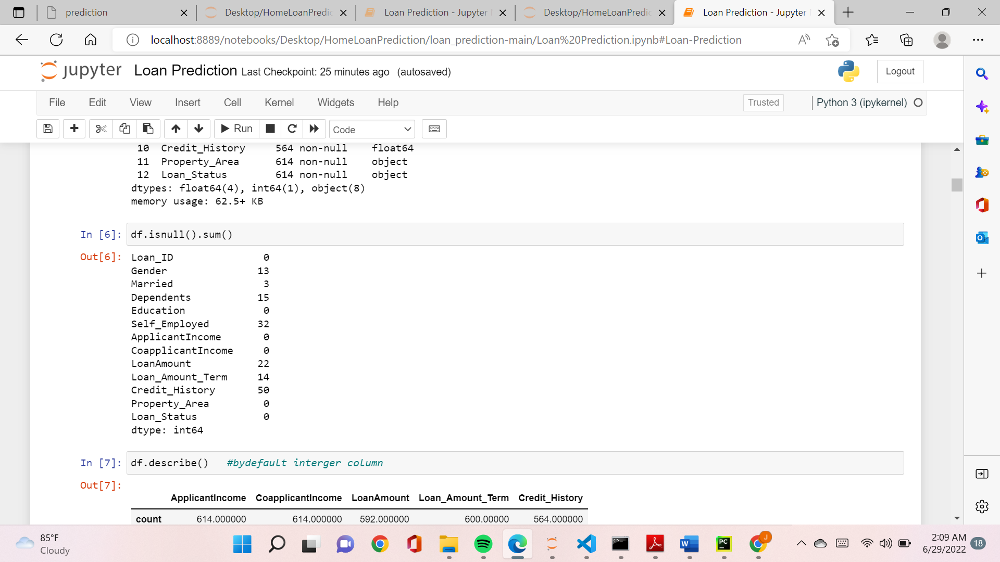 prediction
Desktop/HomeLoanPredic
Loan Prediction - Jupyter
Desktop/HomeLoanPredic
Loan Prediction - Jupyter
localhost:8889/notebooks/Desktop/HomeLoanPrediction/loan_prediction-main/Loan%20Prediction.ipynb#Loan-Prediction
jupyter Loan Prediction Last Checkpoint: 25 minutes ago (autosaved)
Logout
File Edit View Insert Cell Kernel Widgets Help
Trusted
Python 3 (ipykernel)
Run
Code
10 Credit_History 564 non-null float64
11 Property_Area 614 non-null object
12 Loan_Status 614 non-null object
dtypes: float64(4), int64(1), object(8)
memory usage: 62.5+ KB
In [6]: df.isnull().sum()
Out[6]: Loan_ID 0
Gender 13
Married 3
Dependents 15
Education 0
Self_Employed 32
ApplicantIncome 0
CoapplicantIncome 0
LoanAmount 22
Loan_Amount_Term 14
Credit_History 50
Property_Area 0
Loan_Status 0
dtype: int64
In [7]: df.describe() #bydefault interger column
Out[7]:
ApplicantIncome CoapplicantIncome LoanAmount Loan_Amount_Term Credit_History
count 614.000000 614.000000 592.000000 600.00000 564.000000
85°F
Cloudy
2:09 AM
6/29/2022
18